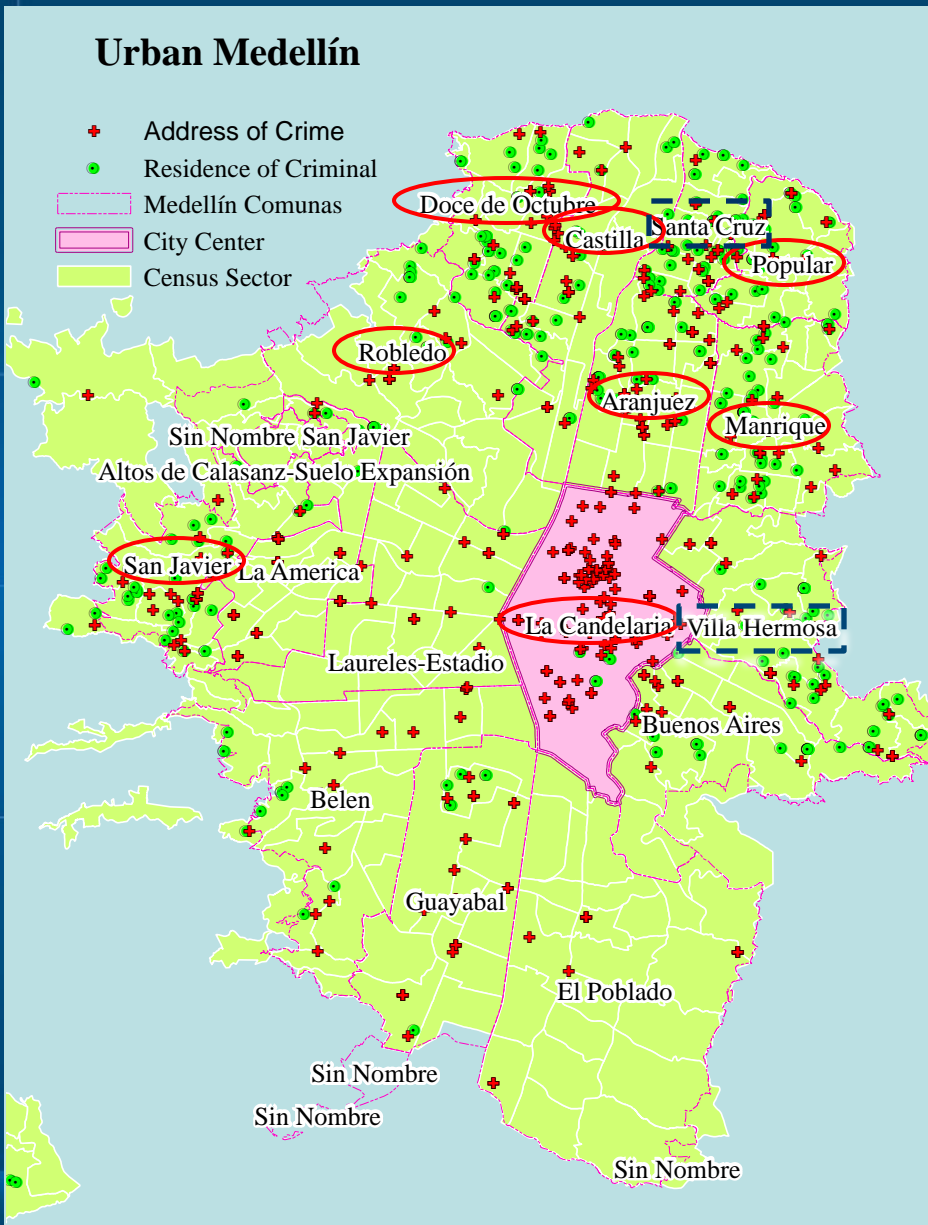 Urban Medellín
Address of Crime
Residence of Criminal
Medellín Comunas
City Center
Census Sector
Doce de Octubre
Santa Cruz
Castilla
Popular
Robledo
Aranjuez
Manrique
Sin Nombre San Javier
Altos de Calasanz-Suelo Expansión
San Javier
La America
La Candelaria
Villa Hermosa
Laureles-Estadio
Buenos Aires
Belen
Guayabal
El Poblado
Sin Nombre
Sin Nombre
Sin Nombre